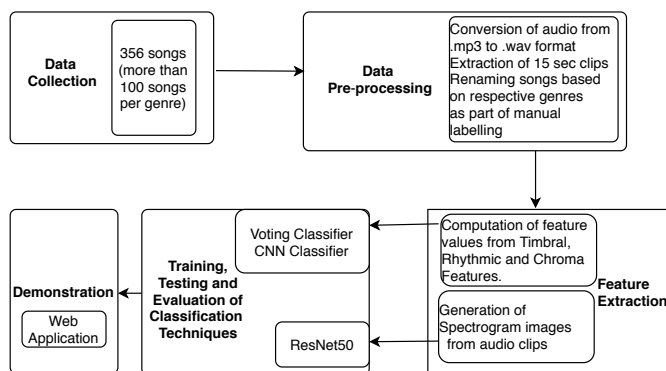 Data
Collection
356 songs
(more than
100 songs
per genre)
Data
Pre-processing
Conversion of audio from
.mp3 to .wav format
Extraction of 15 sec clips
Renaming songs based
on respective genres
as part of manual
labelling
Demonstration
Web
Application
Training,
Testing and
Evaluation of
Classification
Techniques
Voting Classifier
CNN Classifier
ResNet50
Computation of feature
values from Timbral,
Rhythmic and Chroma
Features.
Generation of
Spectrogram images
from audio clips
Feature
Extraction